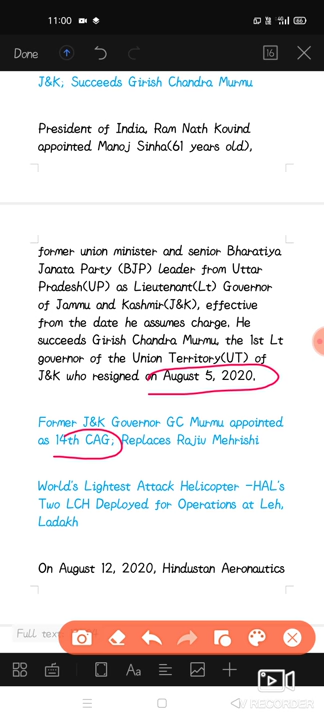 11:00
66
Done
16
J&K; Succeeds Girish Chandra Murmu
President of India, Ram Nath Kovind
appointed Manoj Sinha(61 years old),
former union minister and senior Bharatiya
Janata Party (BJP) leader from Uttar
Pradesh(UP) as Lieutenant(Lt) Governor
of Jammu and Kashmir(J&K), effective
from the date he assumes charge. He
succeeds Girish Chandra Murmu, the 1st Lt
governor of the Union Territory(UT) of
J&K who resigned on August 5, 2020.
Former J&K Governor GC Murmu appointed
as 14th CAG; Replaces Rajiv Mehrishi
World's Lightest Attack Helicopter -HAL's
Two LCH Deployed for Operations at Leh,
Ladakh
On August 12, 2020, Hindustan Aeronautics
Full tex
Aa
RECORDER